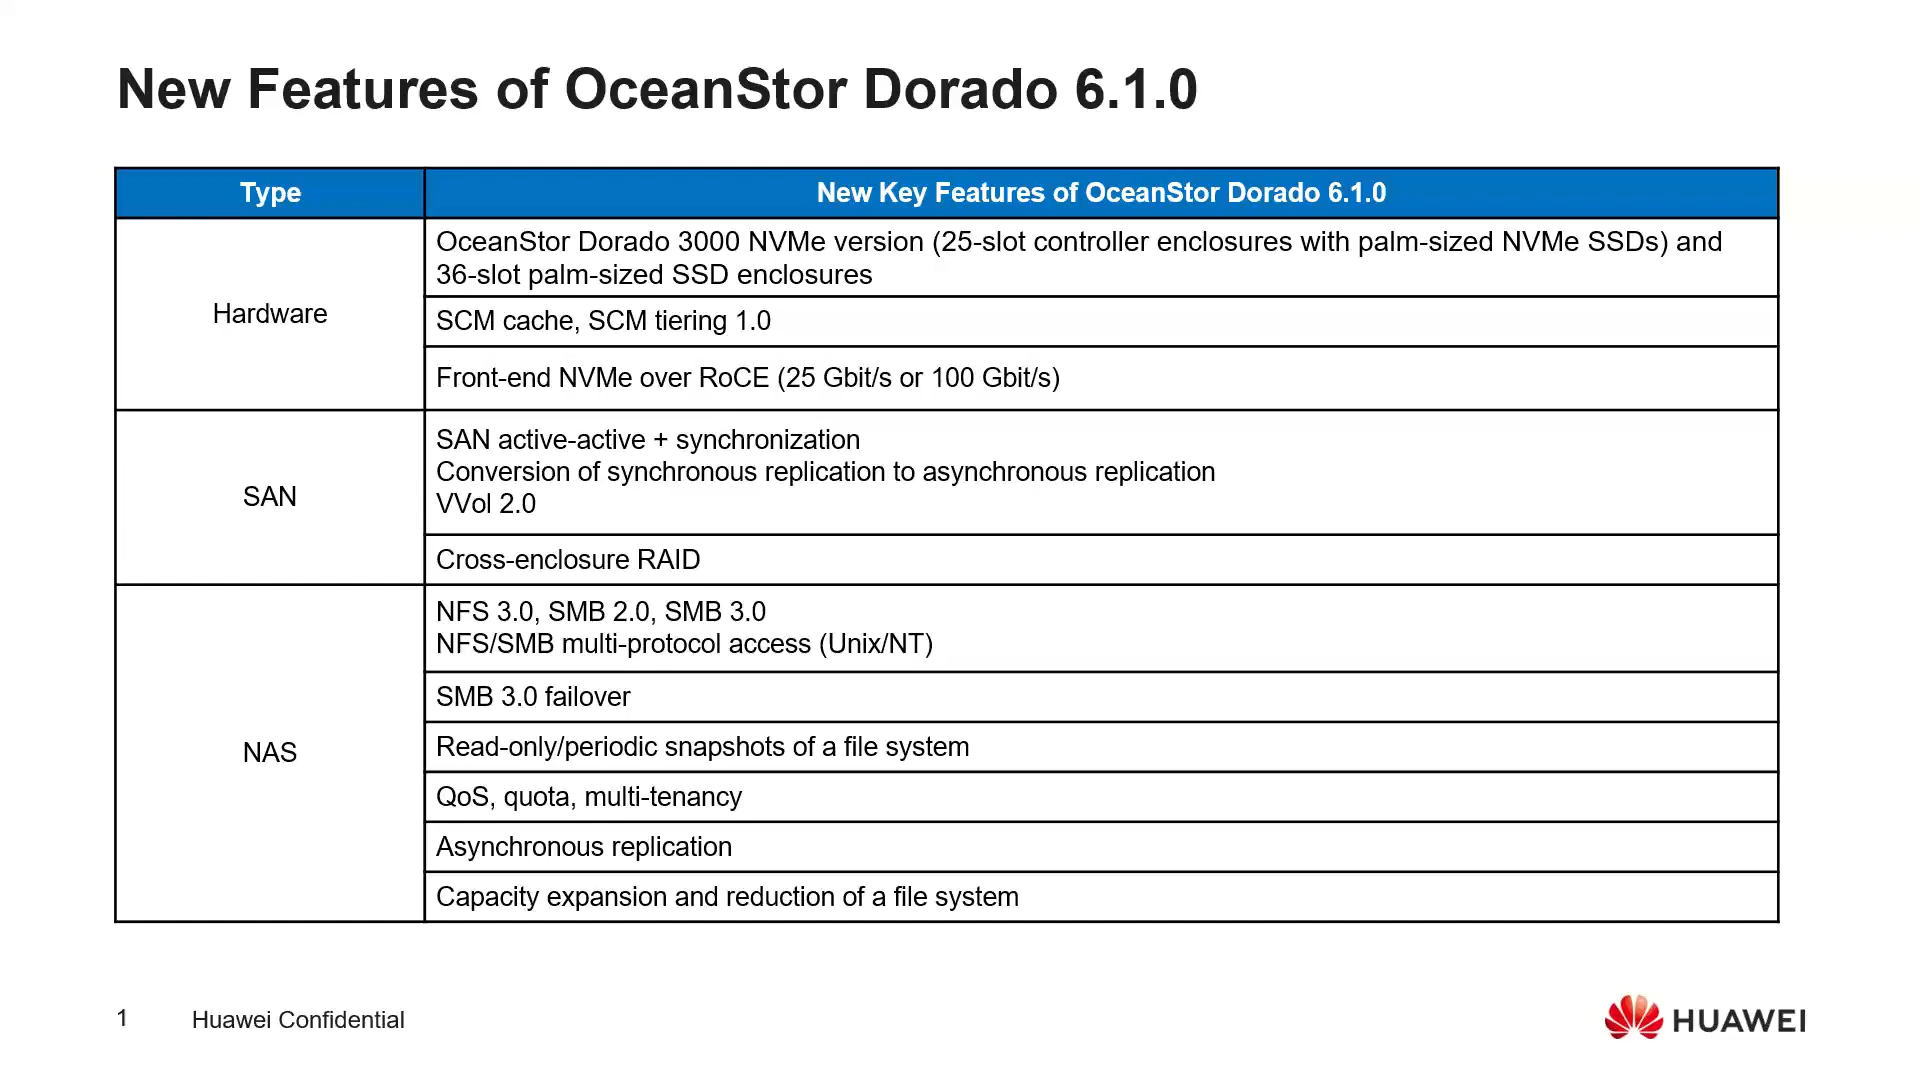 New Features of OceanStor Dorado 6.1.0
Type
New Key Features of OceanStor Dorado 6.1.0
Hardware
OceanStor Dorado 3000 NVMe version (25-slot controller enclosures with palm-sized NVMe SSDs) and
36-slot palm-sized SSD enclosures
SCM cache, SCM tiering 1.0
Front-end NVMe over RoCE (25 Gbit/s or 100 Gbit/s)
SAN
SAN active-active + synchronization
Conversion of synchronous replication to asynchronous replication
VVol 2.0
Cross-enclosure RAID
NAS
NFS 3.0, SMB 2.0, SMB 3.0
NFS/SMB multi-protocol access (Unix/NT)
SMB 3.0 failover
Read-only/periodic snapshots of a file system
QoS, quota, multi-tenancy
Asynchronous replication
Capacity expansion and reduction of a file system
1
Huawei Confidential
HUAWEI